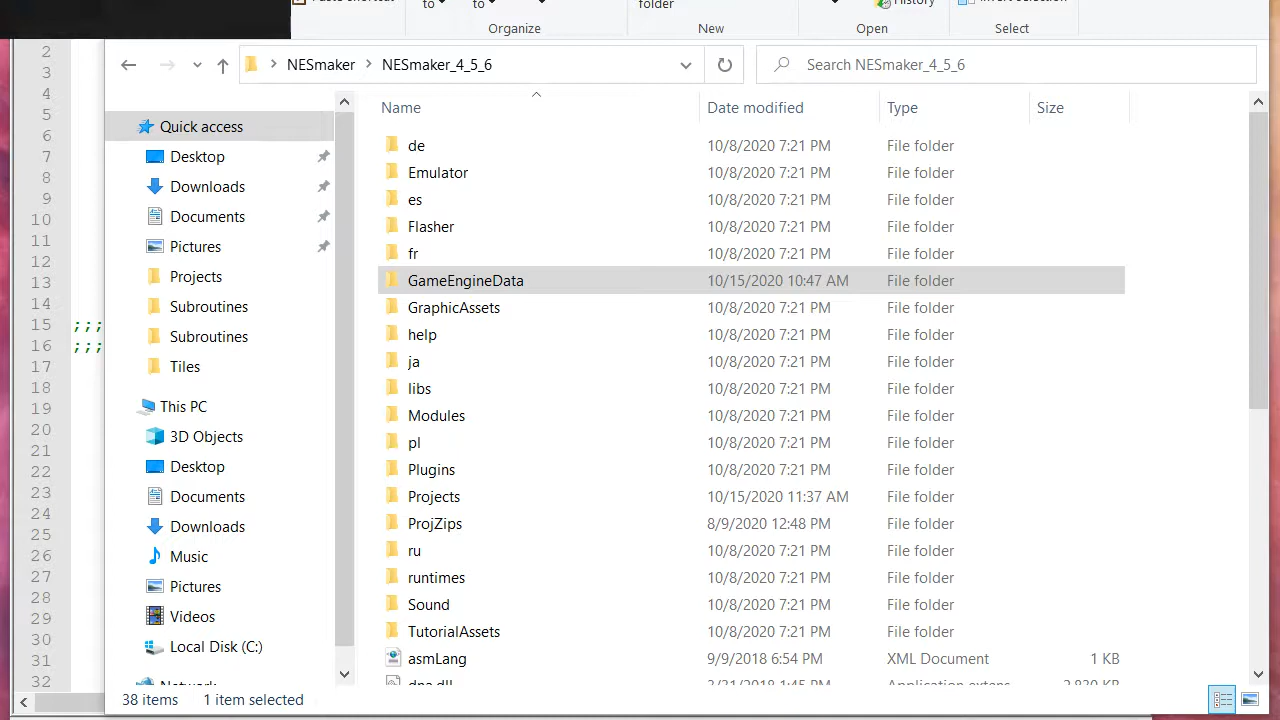 to to folder History
Organize New Open Select
2
3
4
5
6
7
8
9
10
11
12
13
14
15 ;;;
16 ;;;
17
18
19
20
21
22
23
24
25
26
27
28
29
30
31
32
NESmaker NESmaker_4_5_6
Search NESmaker_4_5_6
Quick access
Desktop
Downloads
Documents
Pictures
Projects
Subroutines
Subroutines
Tiles
This PC
3D Objects
Desktop
Documents
Downloads
Music
Pictures
Videos
Local Disk (C:)
Network
Name Date modified Type Size
de 10/8/2020 7:21 PM File folder
Emulator 10/8/2020 7:21 PM File folder
es 10/8/2020 7:21 PM File folder
Flasher 10/8/2020 7:21 PM File folder
fr 10/8/2020 7:21 PM File folder
GameEngineData 10/15/2020 10:47 AM File folder
GraphicAssets 10/8/2020 7:21 PM File folder
help 10/8/2020 7:21 PM File folder
ja 10/8/2020 7:21 PM File folder
libs 10/8/2020 7:21 PM File folder
Modules 10/8/2020 7:21 PM File folder
pl 10/8/2020 7:21 PM File folder
Plugins 10/8/2020 7:21 PM File folder
Projects 10/15/2020 11:37 AM File folder
ProjZips 8/9/2020 12:48 PM File folder
ru 10/8/2020 7:21 PM File folder
runtimes 10/8/2020 7:21 PM File folder
Sound 10/8/2020 7:21 PM File folder
TutorialAssets 10/8/2020 7:21 PM File folder
asmLang 9/9/2018 6:54 PM XML Document 1 KB
38 items 1 item selected